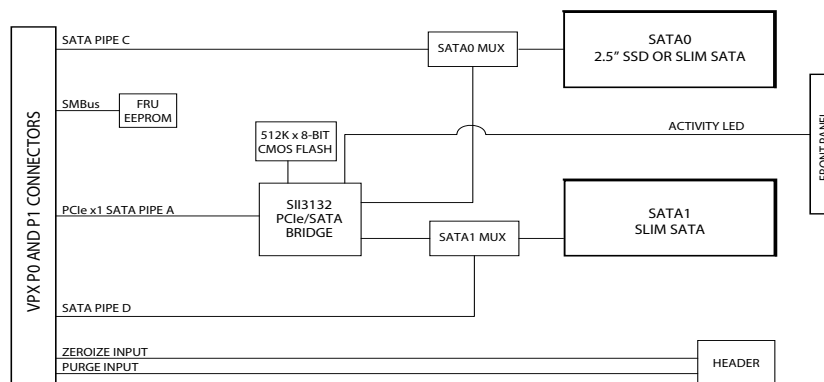 SATA PIPE C
SATA0 MUX
SATA0
2.5" SSD OR SLIM SATA
SMBus
FRU
EEPROM
512K x 8-BIT
CMOS FLASH
ACTIVITY LED
FRONT PANEL
VPX P0 AND P1 CONNECTORS
PCIe x1 SATA PIPE A
SII3132
PCIe/SATA
BRIDGE
SATA1 MUX
SATA1
SLIM SATA
SATA PIPE D
ZEROIZE INPUT
PURGE INPUT
HEADER